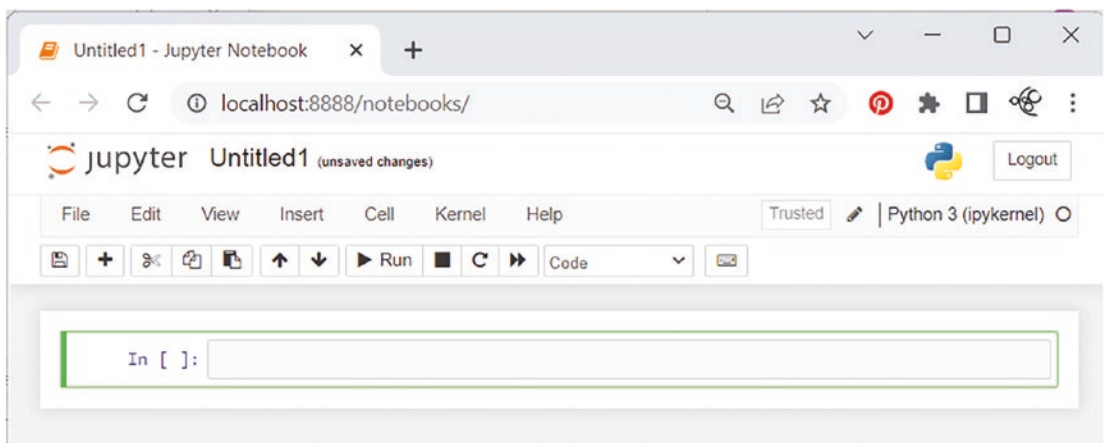 Untitled1 - Jupyter Notebook
localhost:8888/notebooks/
jupyter Untitled1 (unsaved changes) Logout
File Edit View Insert Cell Kernel Help Trusted Python 3 (ipykernel)
Run Code
In [ ]: